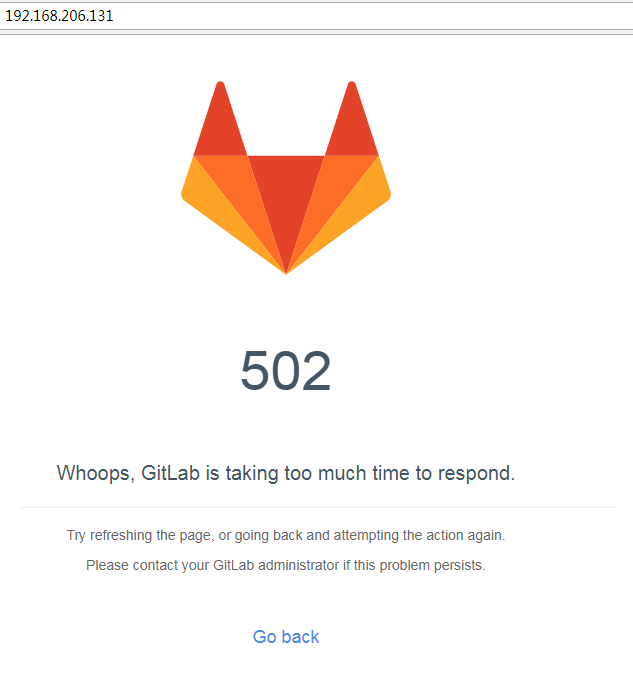 192.168.206.131
502
Whoops, GitLab is taking too much time to respond.
Try refreshing the page, or going back and attempting the action again.
Please contact your GitLab administrator if this problem persists.
Go back